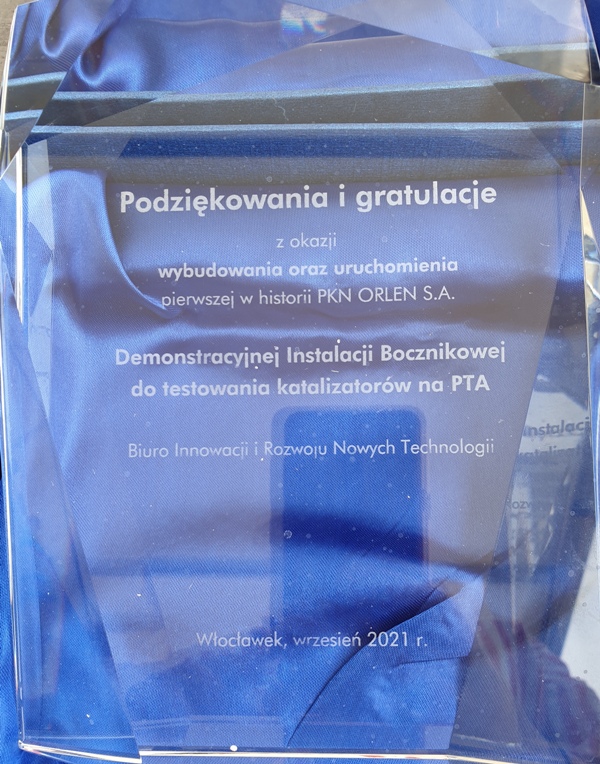 Podziękowania i gratulacje
z okazji
wybudowania oraz uruchomienia
pierwszej w historii PKN ORLEN S.A.
Demonstracyjnej Instalacji Bocznikowej
do testowania katalizatorów na PTA
Biuro Innowacji i Rozwoju Nowych Technologii
Włocławek, wrzesień 2021 r.